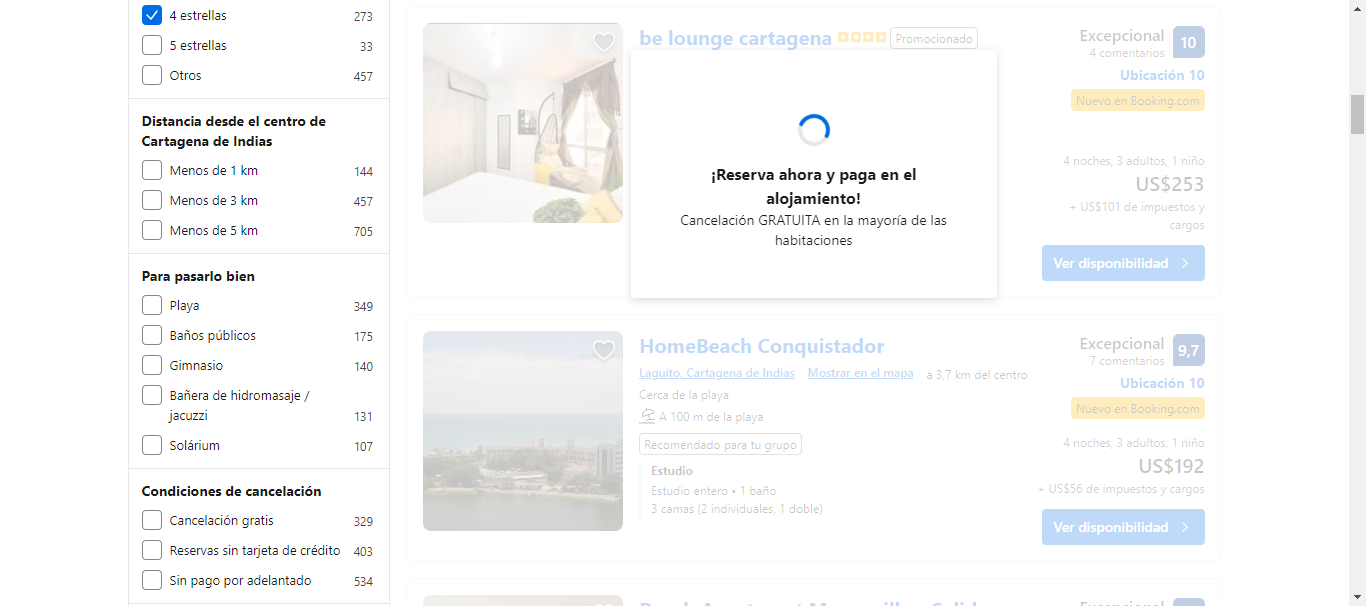 4 estrellas 273
5 estrellas 33
Otros 457
Distancia desde el centro de
Cartagena de Indias
Menos de 1 km 144
Menos de 3 km 457
Menos de 5 km 705
Para pasarlo bien
Playa 349
Baños públicos 175
Gimnasio 140
Bañera de hidromasaje /
jacuzzi 131
Solárium 107
Condiciones de cancelación
Cancelación gratis 329
Reservas sin tarjeta de crédito 403
Sin pago por adelantado 534
be lounge cartagena Promocionado
Excepcional 10
4 comentarios
Ubicación 10
Nuevo en Booking.com
4 noches, 3 adultos, 1 niño
US$253
+ US$101 de impuestos y
cargos
Ver disponibilidad
¡Reserva ahora y paga en el
alojamiento!
Cancelación GRATUITA en la mayoría de las
habitaciones
HomeBeach Conquistador
Laguito, Cartagena de Indias Mostrar en el mapa a 3,7 km del centro
Cerca de la playa
A 100 m de la playa
Recomendado para tu grupo
Estudio
Estudio entero • 1 baño
3 camas (2 individuales, 1 doble)
Excepcional 9,7
7 comentarios
Ubicación 10
Nuevo en Booking.com
4 noches, 3 adultos, 1 niño
US$192
+ US$56 de impuestos y cargos
Ver disponibilidad
Excepcional